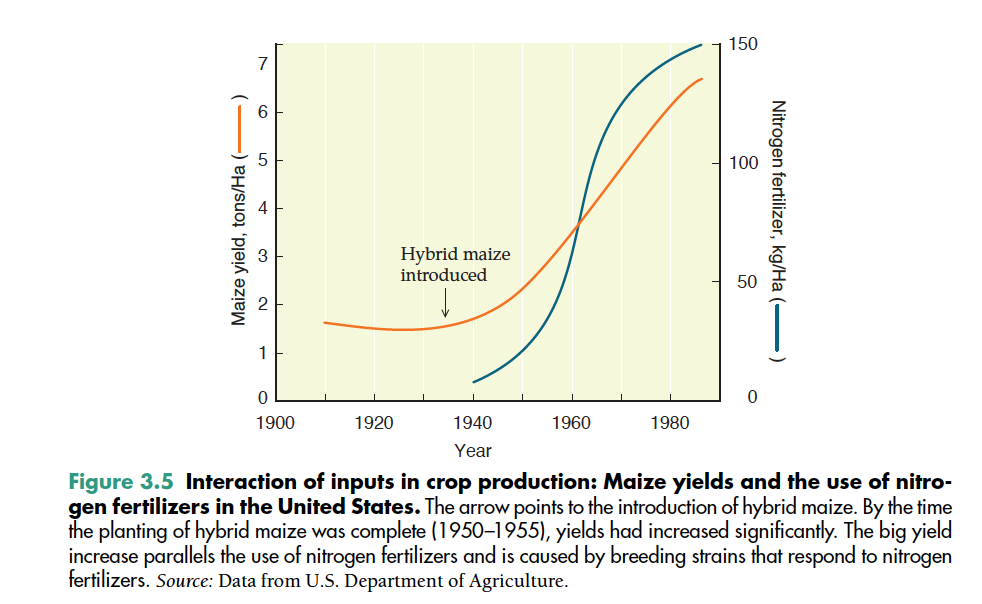 7
6
5
4
3
2
1
0
Maize yield, tons/Ha ( )
150
100
50
0
Nitrogen fertilizer, kg/Ha ( )
Hybrid maize
introduced
1900 1920 1940 1960 1980
Year
Figure 3.5 Interaction of inputs in crop production: Maize yields and the use of nitro-
gen fertilizers in the United States. The arrow points to the introduction of hybrid maize. By the time
the planting of hybrid maize was complete (1950–1955), yields had increased significantly. The big yield
increase parallels the use of nitrogen fertilizers and is caused by breeding strains that respond to nitrogen
fertilizers. Source: Data from U.S. Department of Agriculture.